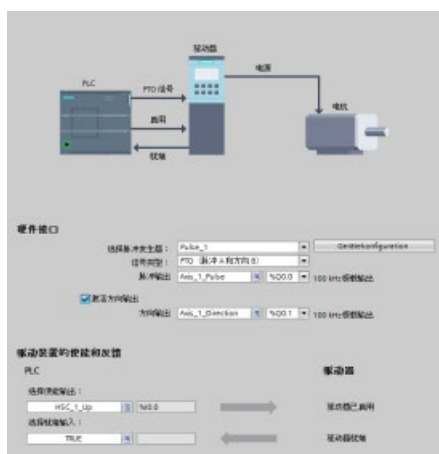 驱动器
PLC
电源
PTO 信号
启用
电机
就绪
硬件接口
选择脉冲发生器： Pulse_1 Gerätekonfiguration
信号类型： PTO（脉冲 A 和方向 B）
脉冲输出 Axis_1_Pulse %Q0.0 100 kHz 板载输出
激活方向输出
方向输出 Axis_1_Direction %Q0.1 100 kHz 板载输出
驱动装置的使能和反馈
PLC 驱动器
选择使能输出：
HSC_1_Up %I0.0 驱动器已启用
选择就绪输入：
TRUE 驱动器就绪